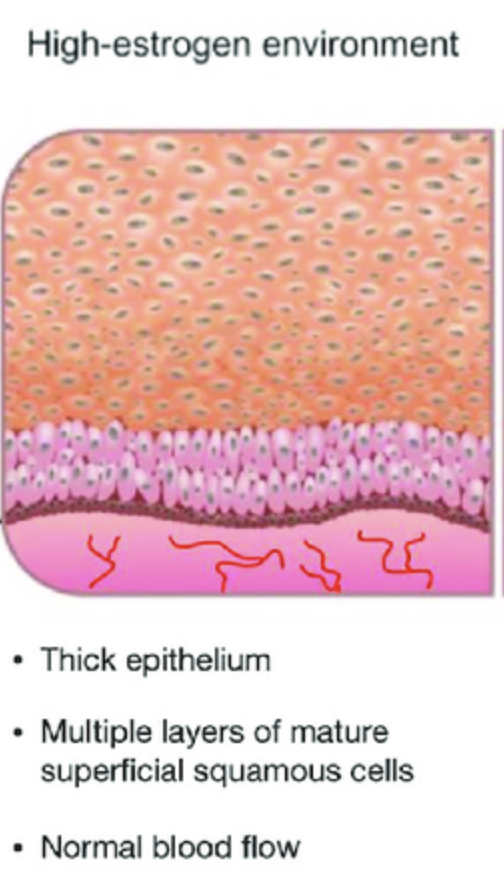 High-estrogen environment
• Thick epithelium
• Multiple layers of mature
superficial squamous cells
• Normal blood flow